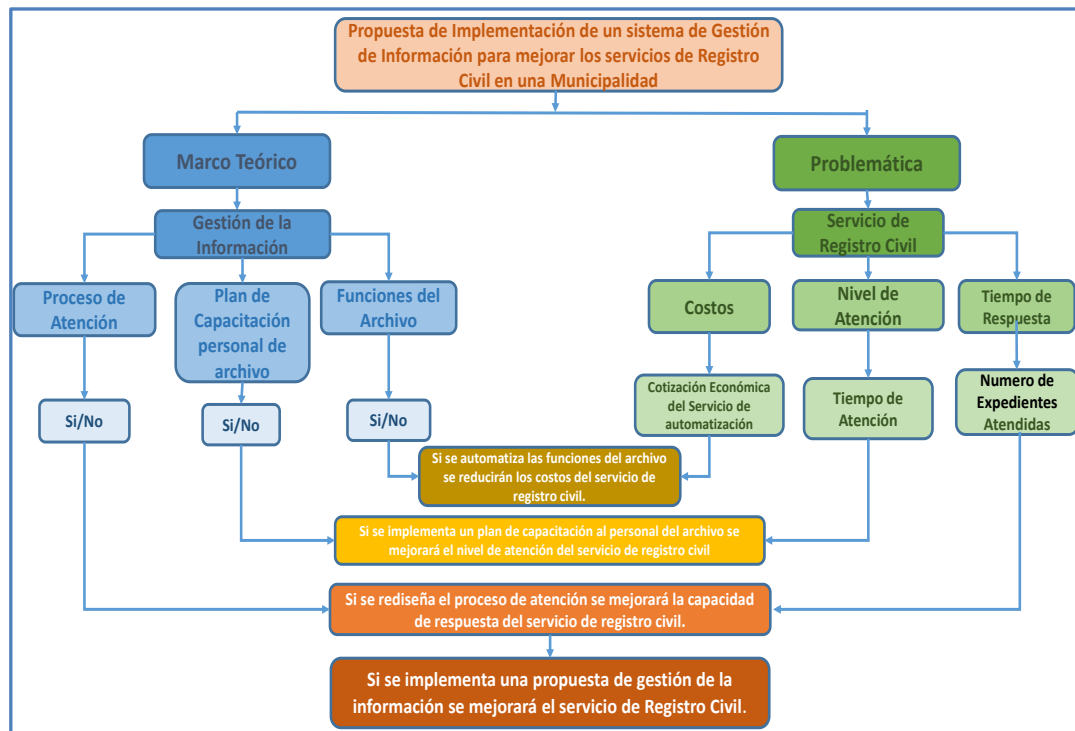 Propuesta de Implementación de un sistema de Gestión
de Información para mejorar los servicios de Registro
Civil en una Municipalidad
Marco Teórico
Problemática
Gestión de la
Información
Servicio de
Registro Civil
Proceso de
Atención
Plan de
Capacitación
personal de
archivo
Funciones del
Archivo
Costos
Nivel de
Atención
Tiempo de
Respuesta
Si/No
Si/No
Si/No
Cotización Económica
del Servicio de
automatización
Tiempo de
Atención
Numero de
Expedientes
Atendidas
Si se automatiza las funciones del archivo
se reducirán los costos del servicio de
registro civil.
Si se implementa un plan de capacitación al personal del archivo se
mejorará el nivel de atención del servicio de registro civil
Si se rediseña el proceso de atención se mejorará la capacidad
de respuesta del servicio de registro civil.
Si se implementa una propuesta de gestión de la
información se mejorará el servicio de Registro Civil.